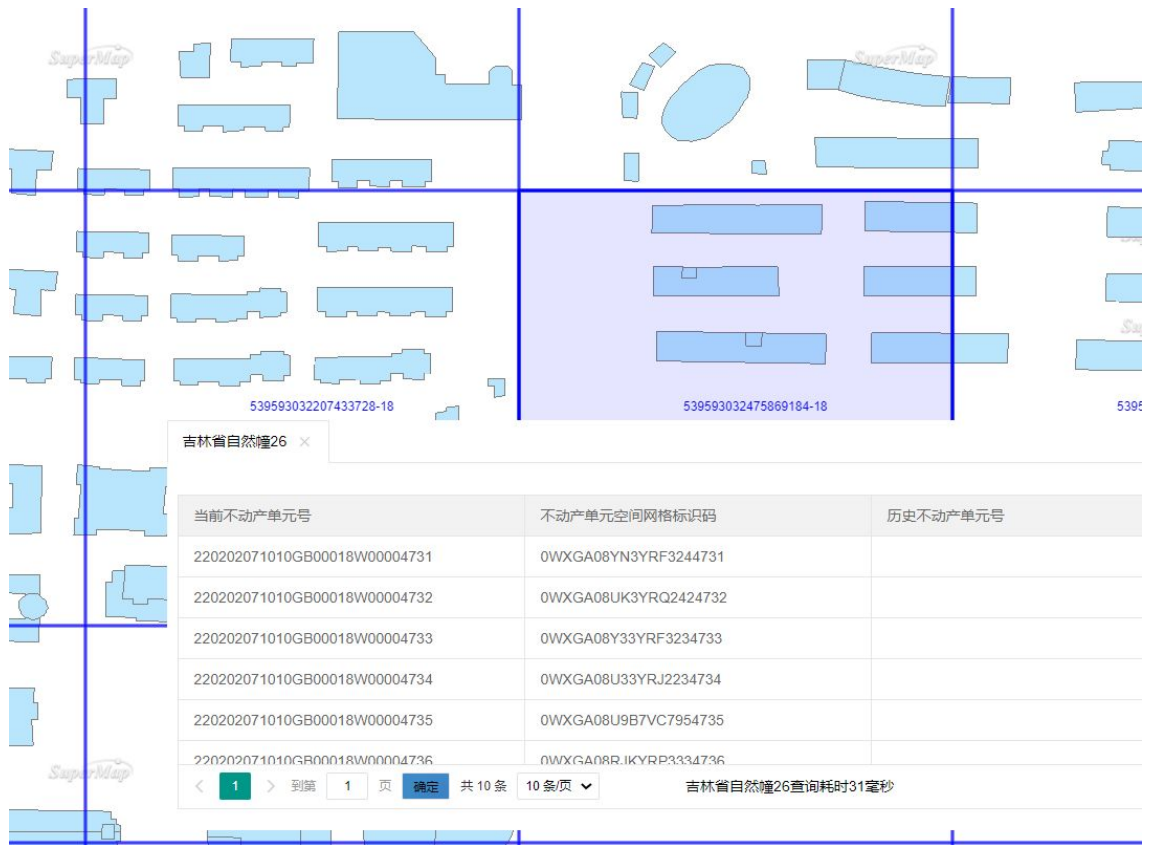 SuperMap SuperMap
539593032207433728-18 539593032475869184-18 5395
吉林省自然幢26 ×
当前不动产单元号 不动产单元空间网格标识码 历史不动产单元号
220202071010GB00018W00004731 0WXGA08YN3YRF3244731
220202071010GB00018W00004732 0WXGA08UK3YRQ2424732
220202071010GB00018W00004733 0WXGA08Y33YRF3234733
220202071010GB00018W00004734 0WXGA08U33YRJ2234734
220202071010GB00018W00004735 0WXGA08U9B7VC7954735
220202071010GB00018W00004736 0WXGA08RJKYRP3334736
SuperMap
< 1 > 到第 1 页 确定 共 10 条 10 条/页 吉林省自然幢26查询耗时31毫秒